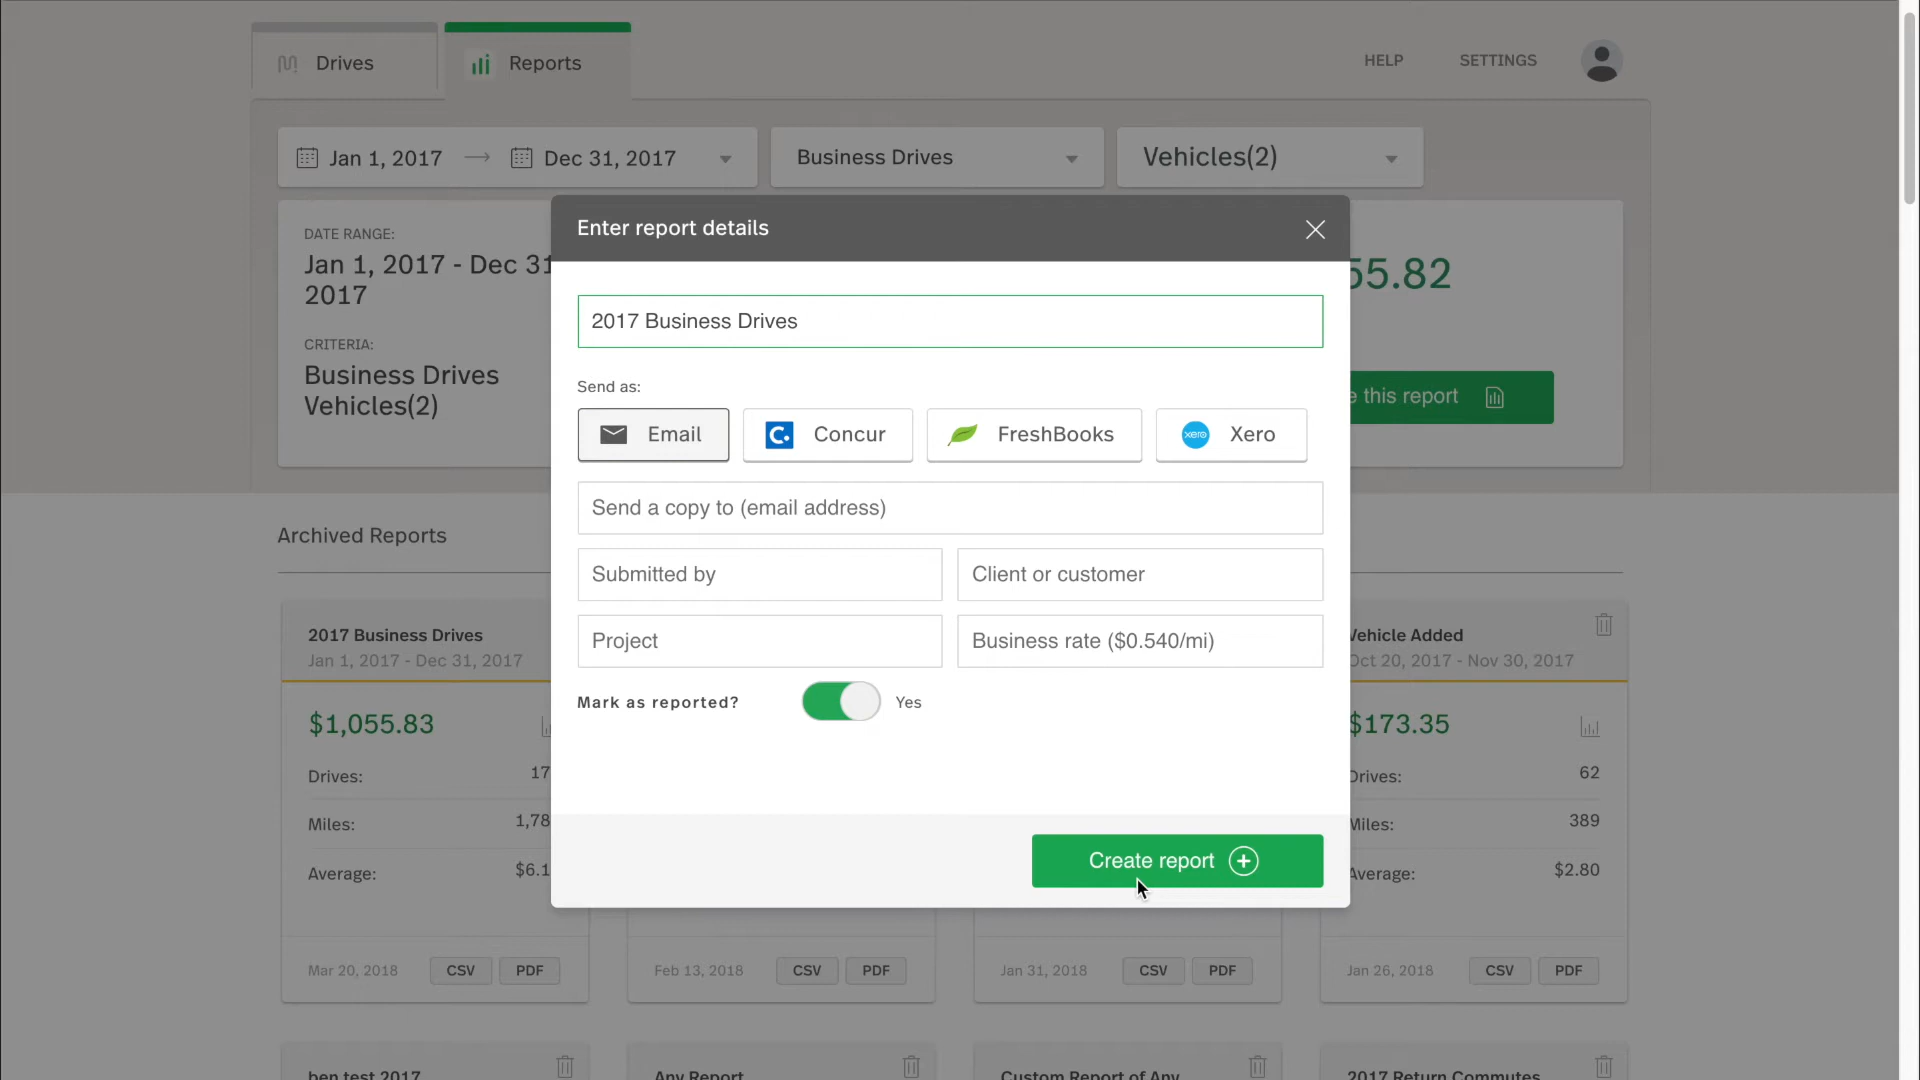 Drives
Reports
HELP
SETTINGS
Jan 1, 2017
Dec 31, 2017
Business Drives
Vehicles(2)
DATE RANGE:
Jan 1, 2017 - Dec 31
2017
CRITERIA:
Business Drives
Vehicles(2)
55.82
this report
Enter report details
2017 Business Drives
Send as:
Email
Concur
FreshBooks
xero
Xero
Send a copy to (email address)
Submitted by
Client or customer
Project
Business rate ($0.540/mi)
Mark as reported?
Yes
Create report
Archived Reports
2017 Business Drives
Jan 1, 2017 - Dec 31, 2017
$1,055.83
Drives:
17
Miles:
1,78
Average:
$6.1
Mar 20, 2018
CSV
PDF
Feb 13, 2018
CSV
PDF
Jan 31, 2018
CSV
PDF
Vehicle Added
Oct 20, 2017 - Nov 30, 2017
$173.35
Drives:
62
Miles:
389
Average:
$2.80
Jan 26, 2018
CSV
PDF
ben test 2017
Any Report
Custom Report of Any
2017 Return Commutes